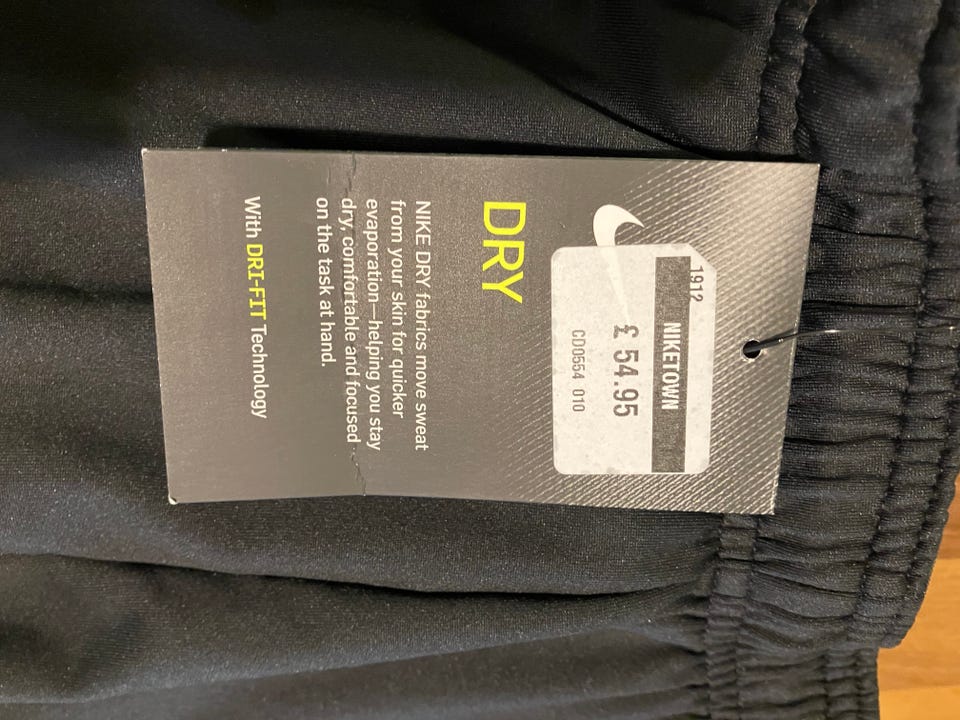 1912
NIKETOWN
£ 54.95
CD0554 010
DRY
NIKE DRY fabrics move sweat
from your skin for quicker
evaporation—helping you stay
dry, comfortable and focused
on the task at hand.
With DRI-FIT Technology